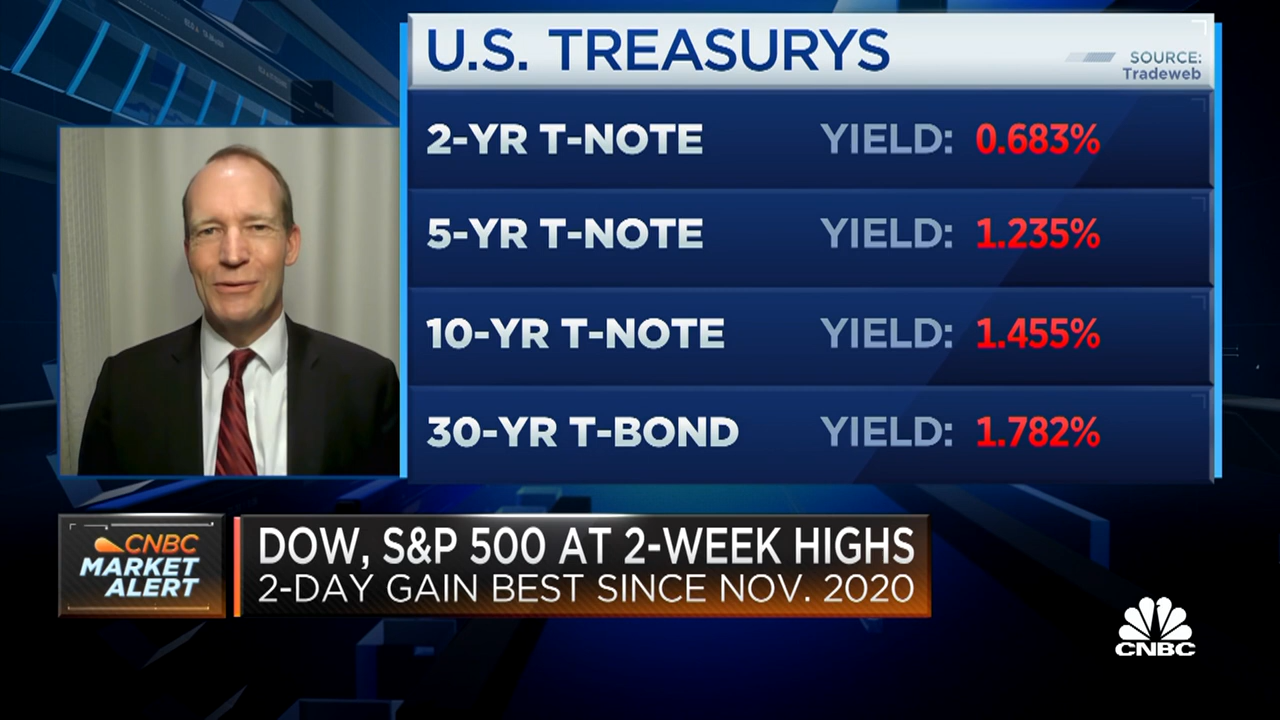 U.S. TREASURYS
SOURCE:
Tradeweb
2-YR T-NOTE YIELD: 0.683%
5-YR T-NOTE YIELD: 1.235%
10-YR T-NOTE YIELD: 1.455%
30-YR T-BOND YIELD: 1.782%
CNBC
MARKET
ALERT
DOW, S&P 500 AT 2-WEEK HIGHS
2-DAY GAIN BEST SINCE NOV. 2020
CNBC